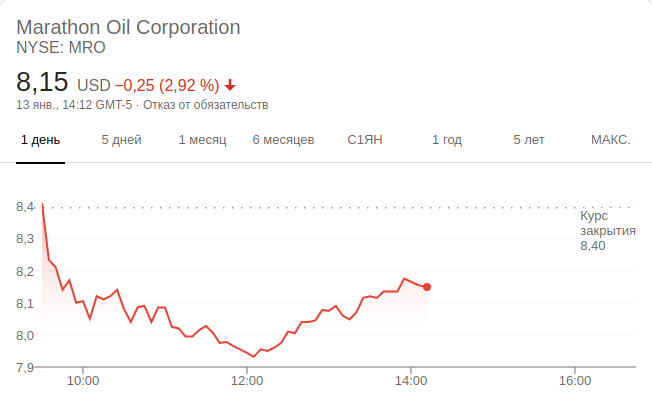 Marathon Oil Corporation
NYSE: MRO
8,15 USD −0,25 (2,92 %)
13 янв., 14:12 GMT-5 · Отказ от обязательств
1 день 5 дней 1 месяц 6 месяцев С1ЯН 1 год 5 лет МАКС.
8,4
Курс
закрытия
8,40
8,3
8,2
8,1
8,0
7,9
10:00 12:00 14:00 16:00